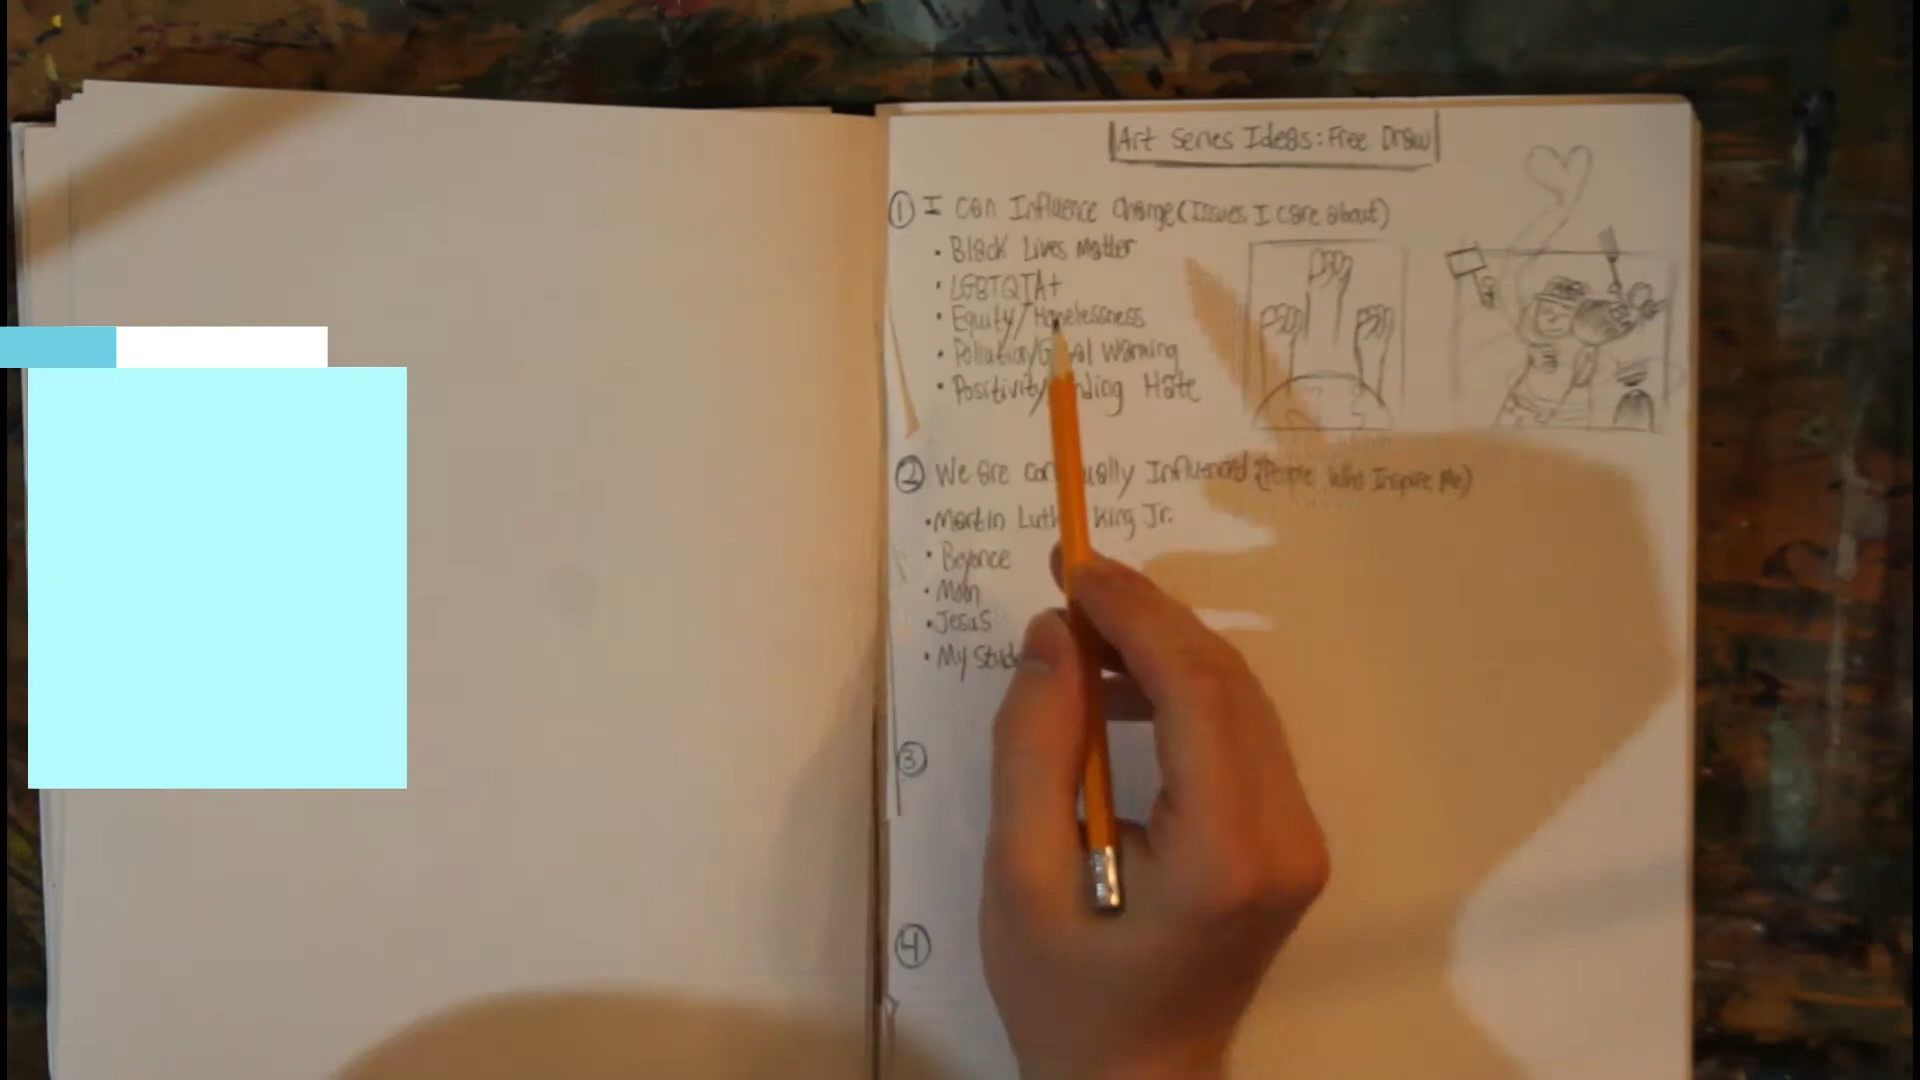 Art Series Ideas: Free Draw
① I can Influence Change (Issues I care about)
• Black Lives Matter
• LGBTQIA+
• Equity/Homelessness
• Pollution/Global Warming
• Positivity/Ending Hate
② We are continually Influenced (People Who Inspire Me)
• Martin Luther King Jr.
• Beyonce
• Mom
• Jesus
• My Stud
③
④